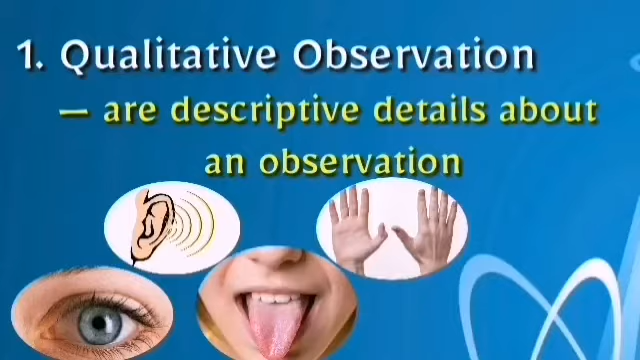 1. Qualitative Observation
— are descriptive details about
an observation